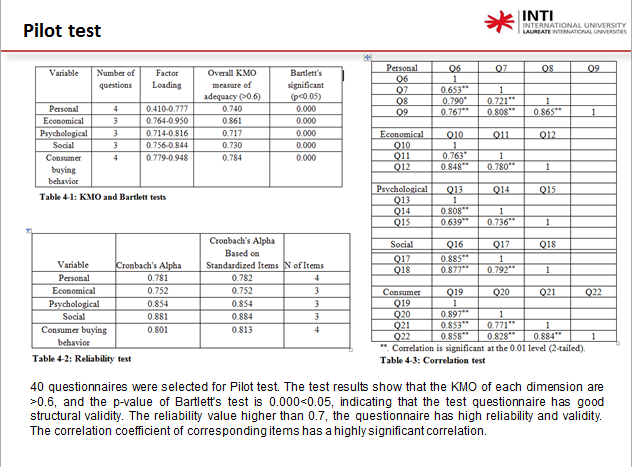 Pilot test
INTI
INTERNATIONAL UNIVERSITY
LAUREATE INTERNATIONAL UNIVERSITIES
Variable Number of questions Factor Loading Overall KMO measure of adequacy (>0.6) Bartlett's significant (p<0.05)
Personal 4 0.410-0.777 0.740 0.000
Economical 3 0.764-0.950 0.861 0.000
Psychological 3 0.714-0.816 0.717 0.000
Social 3 0.756-0.844 0.730 0.000
Consumer buying behavior 4 0.779-0.948 0.784 0.000
Table 4-1: KMO and Bartlett tests
Variable Cronbach's Alpha Cronbach's Alpha Based on Standardized Items N of Items
Personal 0.781 0.782 4
Economical 0.752 0.752 3
Psychological 0.854 0.854 3
Social 0.881 0.884 3
Consumer buying behavior 0.801 0.813 4
Table 4-2: Reliability test
Personal Q6 Q7 Q8 Q9
Q6 1
Q7 0.653** 1
Q8 0.790* 0.721** 1
Q9 0.767** 0.808** 0.865** 1
Economical Q10 Q11 Q12
Q10 1
Q11 0.763* 1
Q12 0.848** 0.780** 1
Psychological Q13 Q14 Q15
Q13 1
Q14 0.808** 1
Q15 0.639** 0.736** 1
Social Q16 Q17 Q18
Q17 0.885** 1
Q18 0.877** 0.792** 1
Consumer Q19 Q20 Q21 Q22
Q19 1
Q20 0.897** 1
Q21 0.853** 0.771** 1
Q22 0.858** 0.828** 0.884** 1
**. Correlation is significant at the 0.01 level (2-tailed).
Table 4-3: Correlation test
40 questionnaires were selected for Pilot test. The test results show that the KMO of each dimension are
>0.6, and the p-value of Bartlett's test is 0.000<0.05, indicating that the test questionnaire has good
structural validity. The reliability value higher than 0.7, the questionnaire has high reliability and validity.
The correlation coefficient of corresponding items has a highly significant correlation.